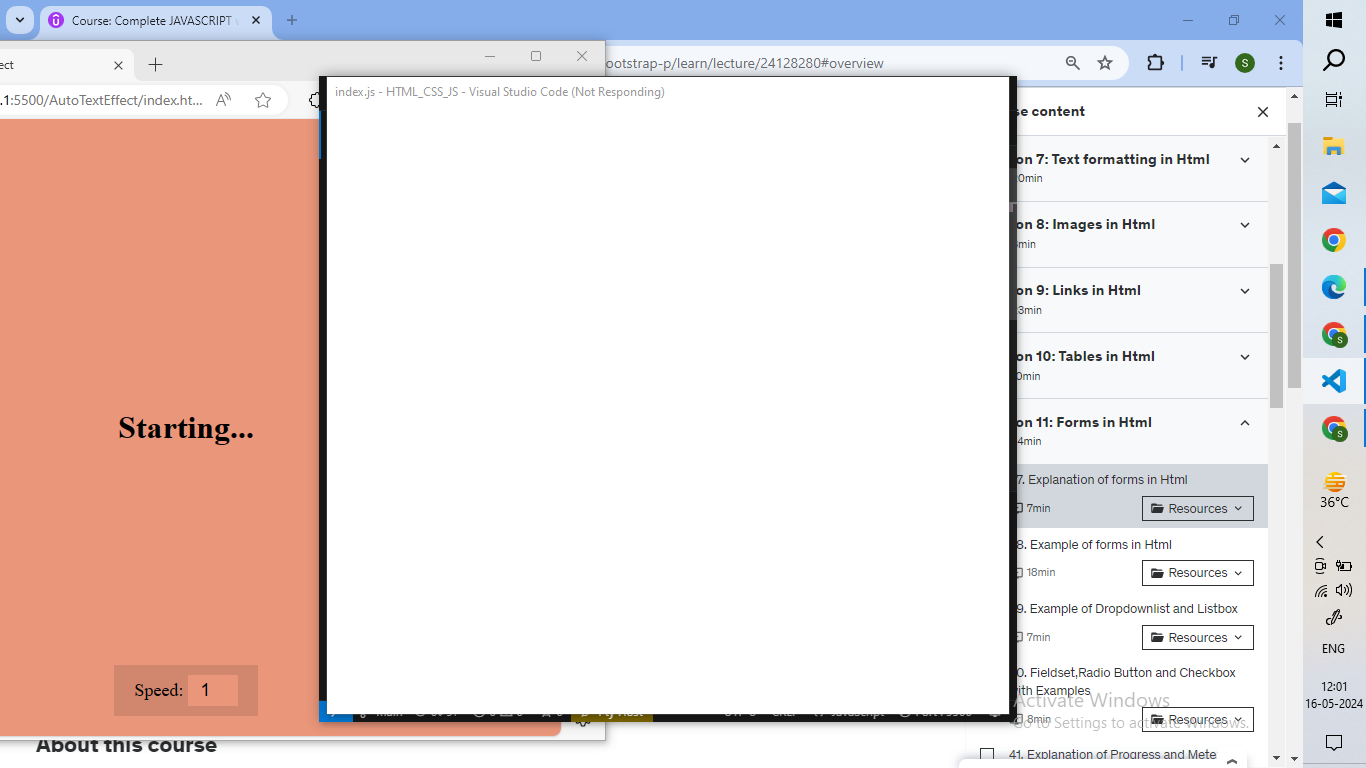 Course: Complete JAVASCRIPT
ect
ootstrap-p/learn/lecture/24128280#overview
S
.1:5500/AutoTextEffect/index.ht...
index.js - HTML_CSS_JS - Visual Studio Code (Not Responding)
se content
on 7: Text formatting in Html
0min
on 8: Images in Html
min
on 9: Links in Html
3min
on 10: Tables in Html
0min
on 11: Forms in Html
4min
7. Explanation of forms in Html
7min
Resources
8. Example of forms in Html
18min
Resources
9. Example of Dropdownlist and Listbox
7min
Resources
0. Fieldset,Radio Button and Checkbox
ith Examples
8min
Resources
41. Explanation of Progress and Mete
Starting...
Speed: 1
About this course
Activate Windows
Go to Settings to activate Windows.
36°C
ENG
12:01
16-05-2024